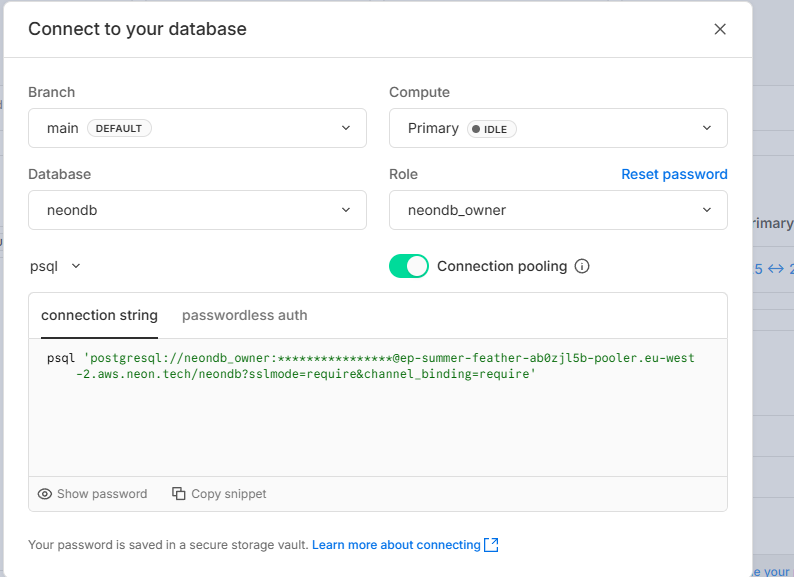 Connect to your database
Branch
Compute
main DEFAULT
Primary IDLE
Database
Role
Reset password
neondb
neondb_owner
psql
Connection pooling
connection string
passwordless auth
psql 'postgresql://neondb_owner:****************@ep-summer-feather-ab0zjl5b-pooler.eu-west
-2.aws.neon.tech/neondb?sslmode=require&channel_binding=require'
Show password
Copy snippet
Your password is saved in a secure storage vault. Learn more about connecting
5 ↔ 2
e your